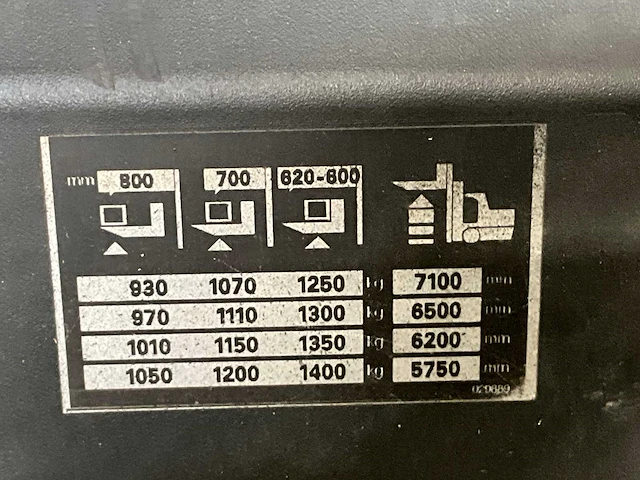 mm 800 700 620-600
930 1070 1250 kg 7100 mm
970 1110 1300 kg 6500 mm
1010 1150 1350 kg 6200 mm
1050 1200 1400 kg 5750 mm
029689